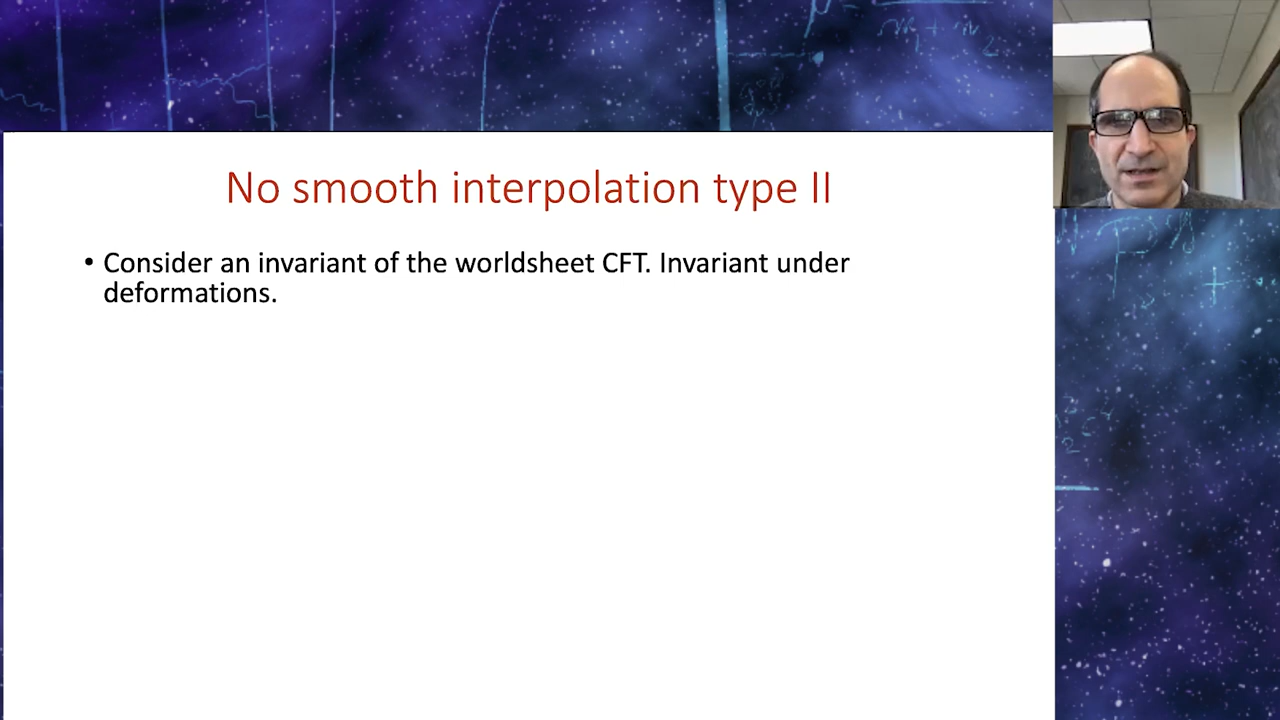 No smooth interpolation type II
• Consider an invariant of the worldsheet CFT. Invariant under
deformations.